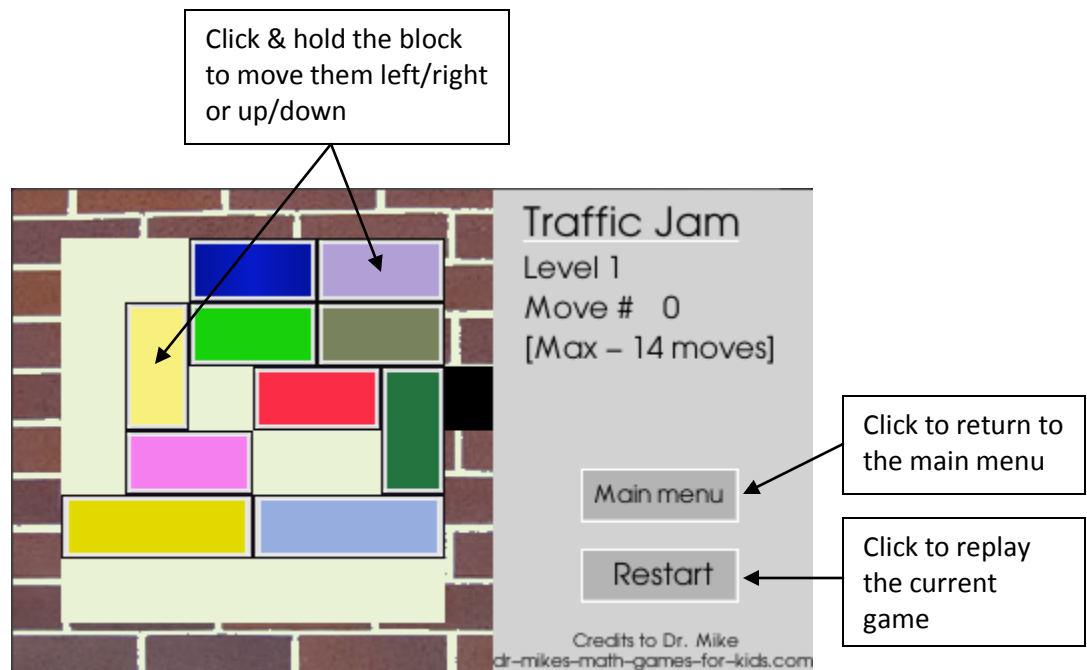 Click & hold the block
to move them left/right
or up/down
Traffic Jam
Level 1
Move # 0
[Max – 14 moves]
Click to return to
the main menu
Main menu
Click to replay
the current
game
Restart
Credits to Dr. Mike
dr-mikes-math-games-for-kids.com